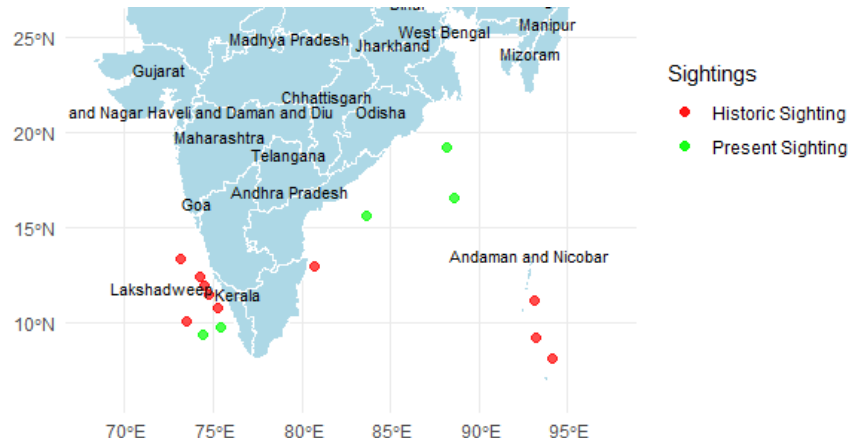 25°N
20°N
15°N
10°N
Manipur
West Bengal
Madhya Pradesh
Jharkhand
Mizoram
Gujarat
Chhattisgarh
and Nagar Haveli and Daman and Diu
Odisha
Maharashtra
Telangana
Andhra Pradesh
Goa
Andaman and Nicobar
Lakshadweep
Kerala
70°E
75°E
80°E
85°E
90°E
95°E
Sightings
Historic Sighting
Present Sighting